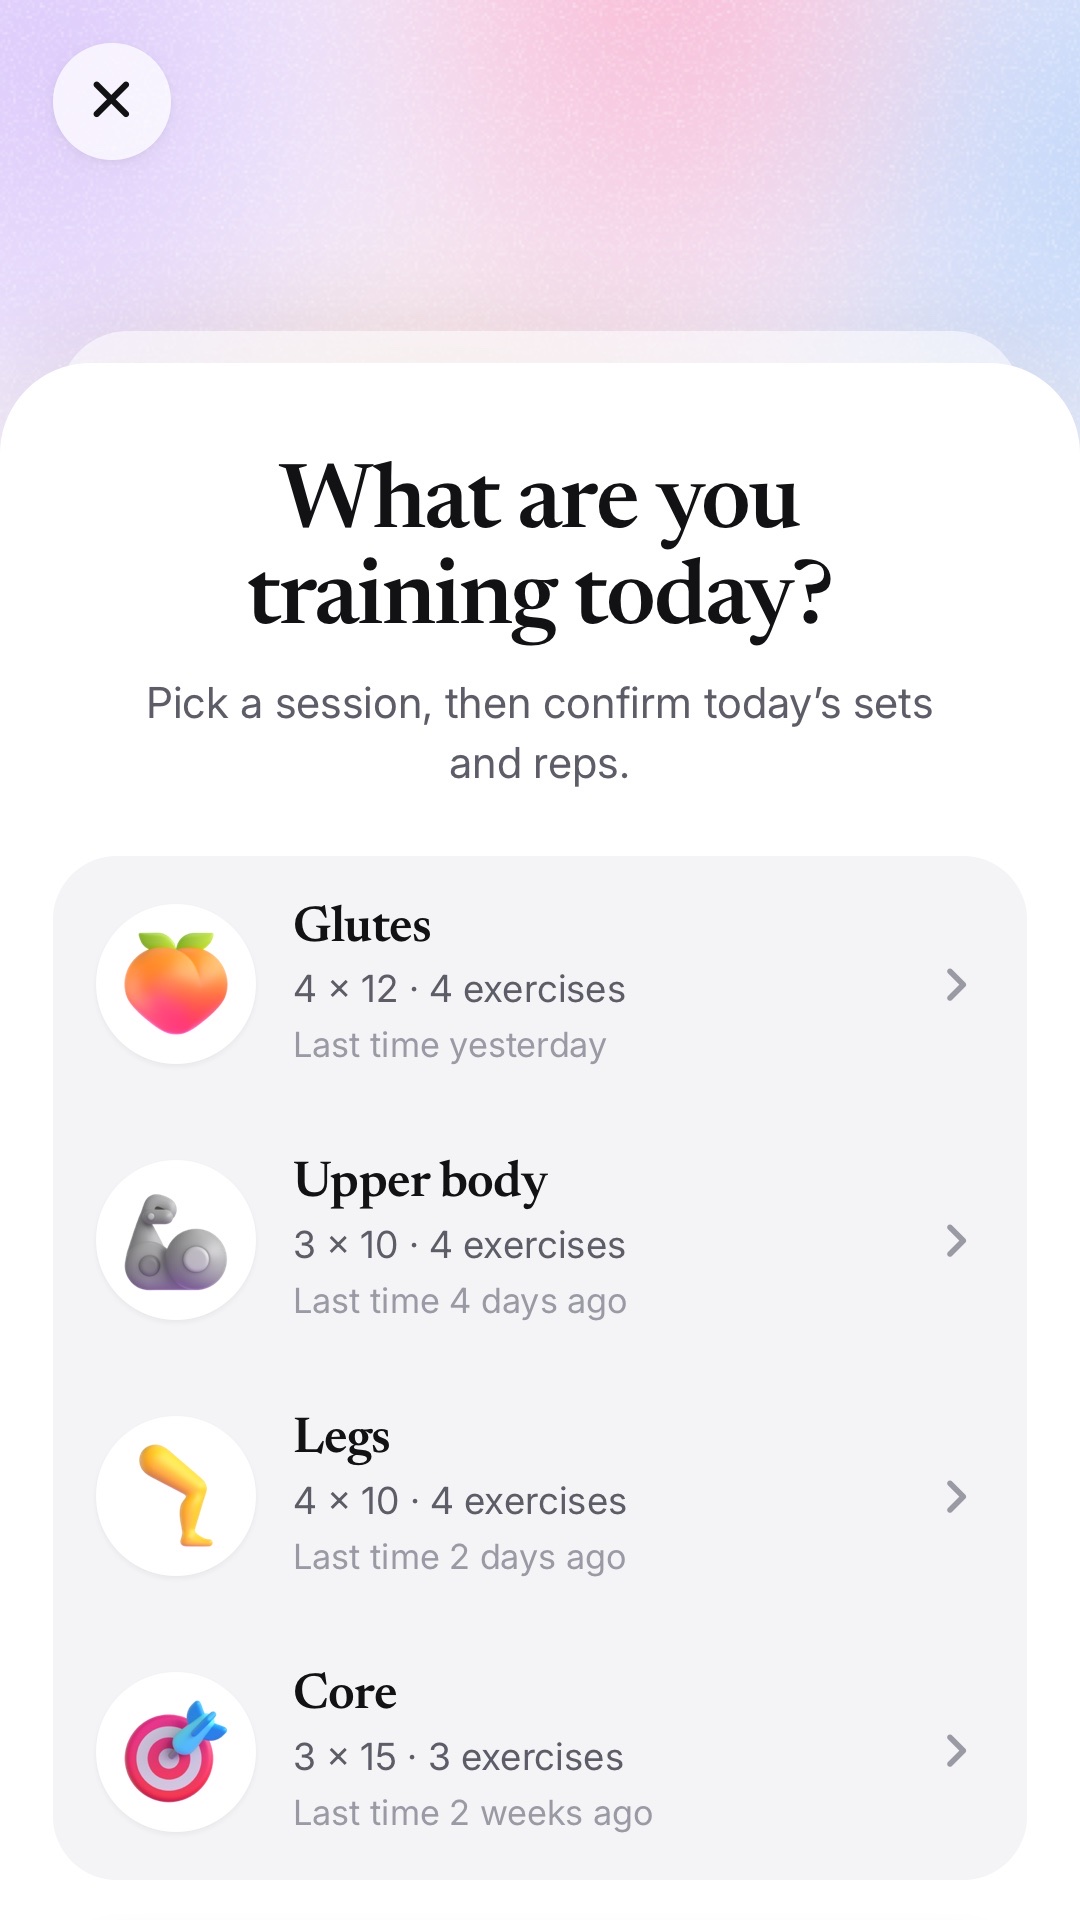 What are you
training today?
Pick a session, then confirm today’s sets
and reps.
Glutes
4 × 12 · 4 exercises
Last time yesterday
Upper body
3 × 10 · 4 exercises
Last time 4 days ago
Legs
4 × 10 · 4 exercises
Last time 2 days ago
Core
3 × 15 · 3 exercises
Last time 2 weeks ago